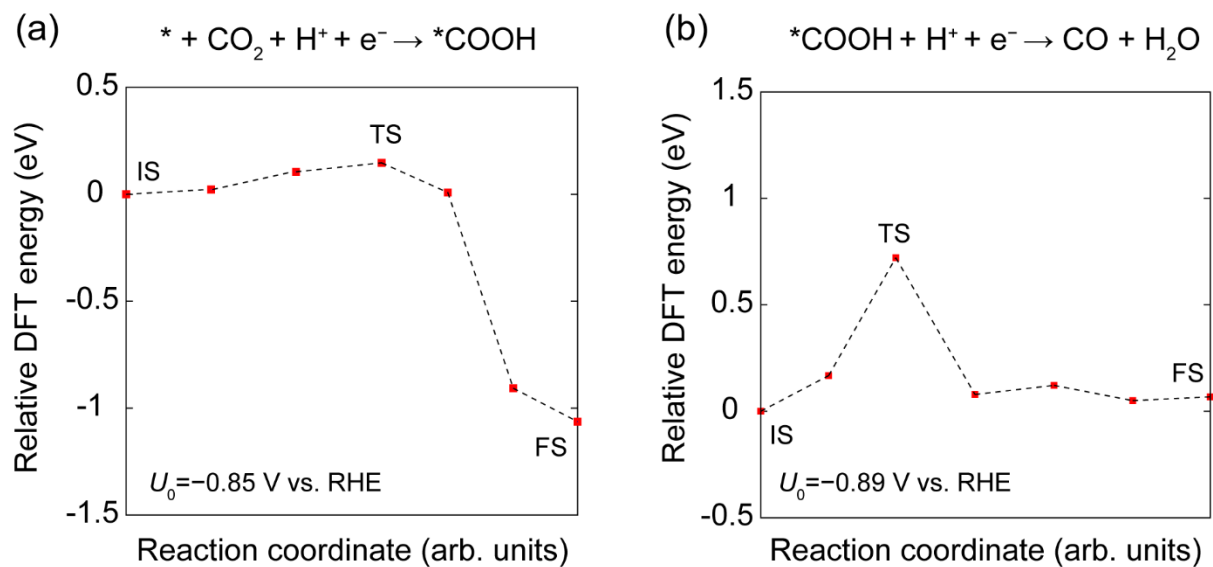 (a)
* + CO₂ + H⁺ + e⁻ → *COOH
Relative DFT energy (eV)
0.5
0
-0.5
-1
-1.5
IS
TS
FS
U₀=−0.85 V vs. RHE
Reaction coordinate (arb. units)
(b)
*COOH + H⁺ + e⁻ → CO + H₂O
Relative DFT energy (eV)
1.5
1
0.5
0
-0.5
TS
IS
FS
U₀=−0.89 V vs. RHE
Reaction coordinate (arb. units)